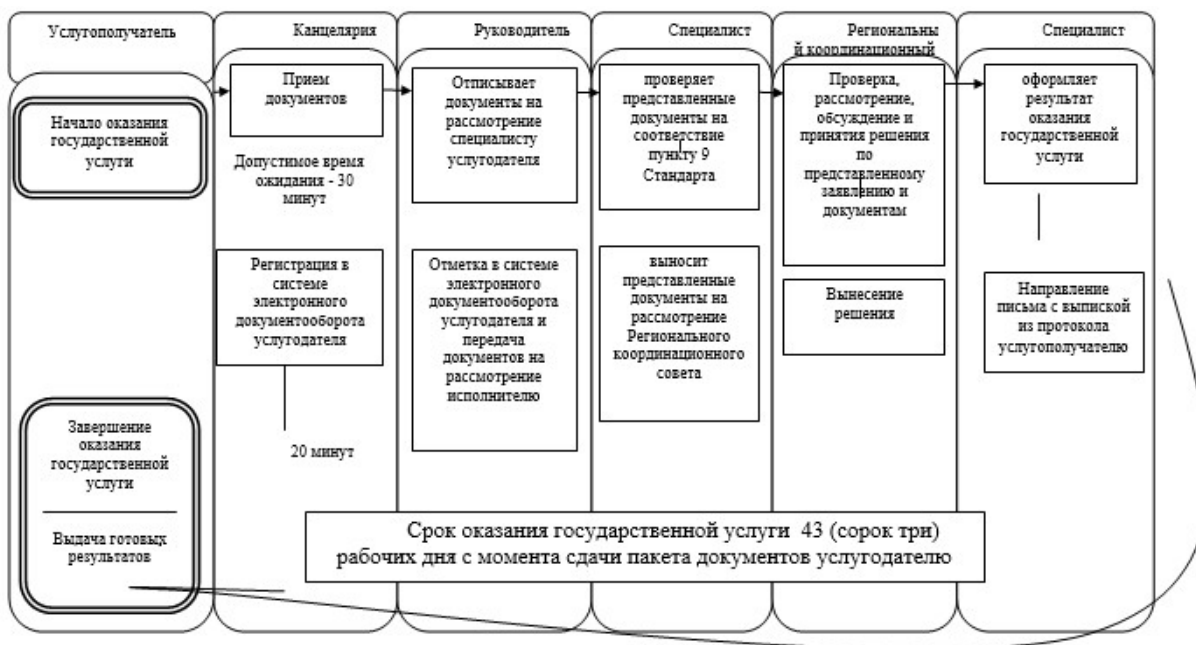 Услугополучатель
Канцелярия
Руководитель
Специалист
Региональны
й координационный
Специалист
Начало оказания
государственной
услуги
Завершение
оказания
государственной
услуги
Выдача готовых
результатов
Прием
документов
Допустимое время
ожидания - 30
минут
Регистрация в
системе
электронного
документооборота
услугодателя
20 минут
Отписывает
документы на
рассмотрение
специалисту
услугодателя
Отметка в системе
электронного
документооборота
услугодателя и
передача
документов на
рассмотрение
исполнителю
проверяет
представленные
документы на
соответствие
пункту 9
Стандарта
выносит
представленные
документы на
рассмотрение
Регионального
координационного
совета
Проверка,
рассмотрение,
обсуждение и
принятия решения
по
представленному
заявлению и
документам
Вынесение
решения
оформляет
результат
оказания
государственной
услуги
Направление
письма с выпиской
из протокола
услугополучателю
Срок оказания государственной услуги 43 (сорок три)
рабочих дня с момента сдачи пакета документов услугодателю